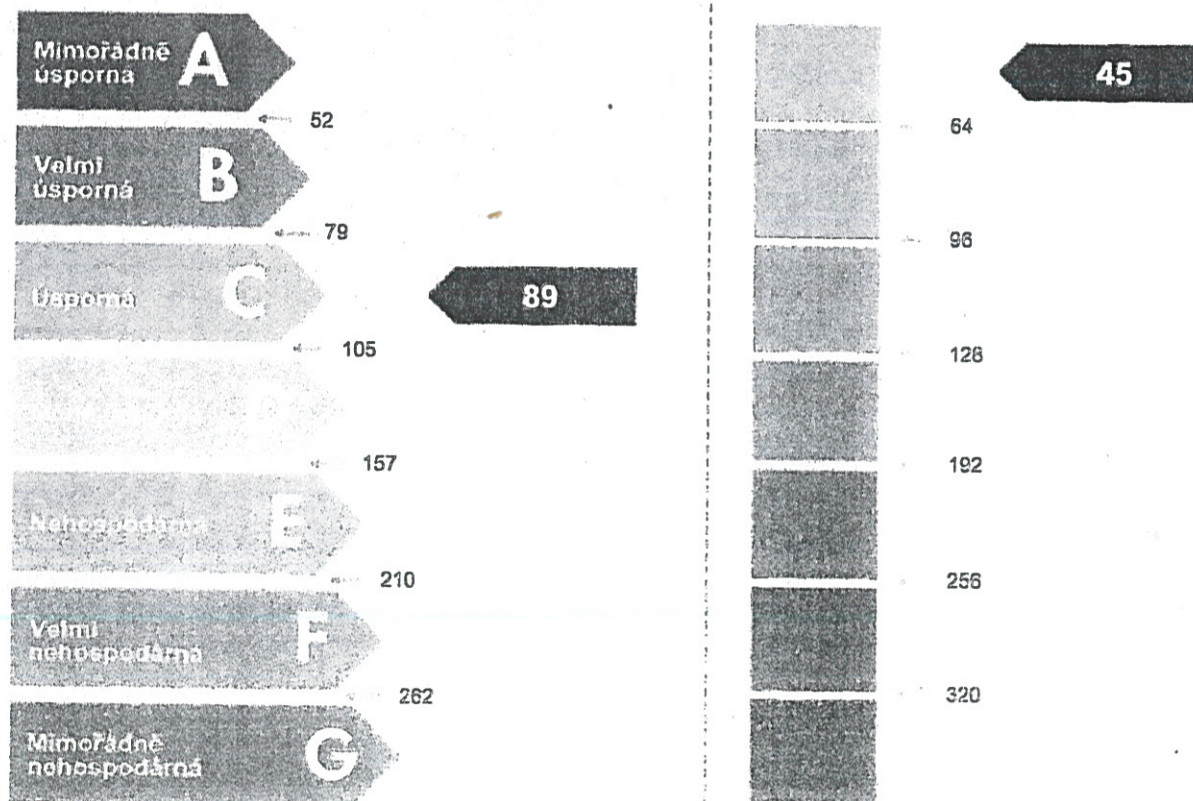 Mimořádně
úsporna
A
52
Velmi
úsporná
B
79
Úsporná
C
89
105
D
157
Nehospodárná
E
210
Velmi
nehospodárná
F
262
Mimořádně
nehospodárná
G
45
64
96
128
192
256
320